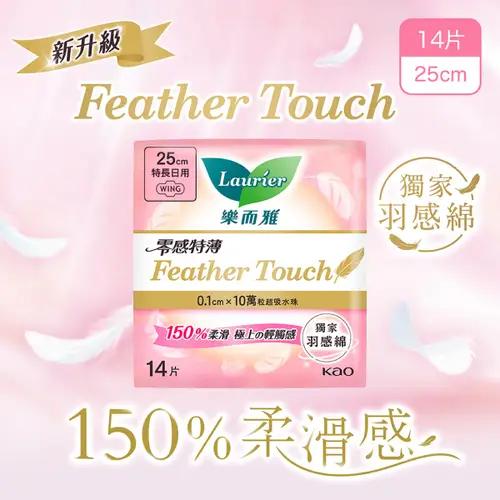 新升級
14片
25cm
Feather Touch
25cm
特長日用
WING
Laurier
樂而雅
獨家
羽感綿
零感特薄
Feather Touch
0.1cm×10萬粒超吸水珠
150%柔滑 極上の輕觸感
獨家
羽感綿
14片
Kao
150%柔滑感